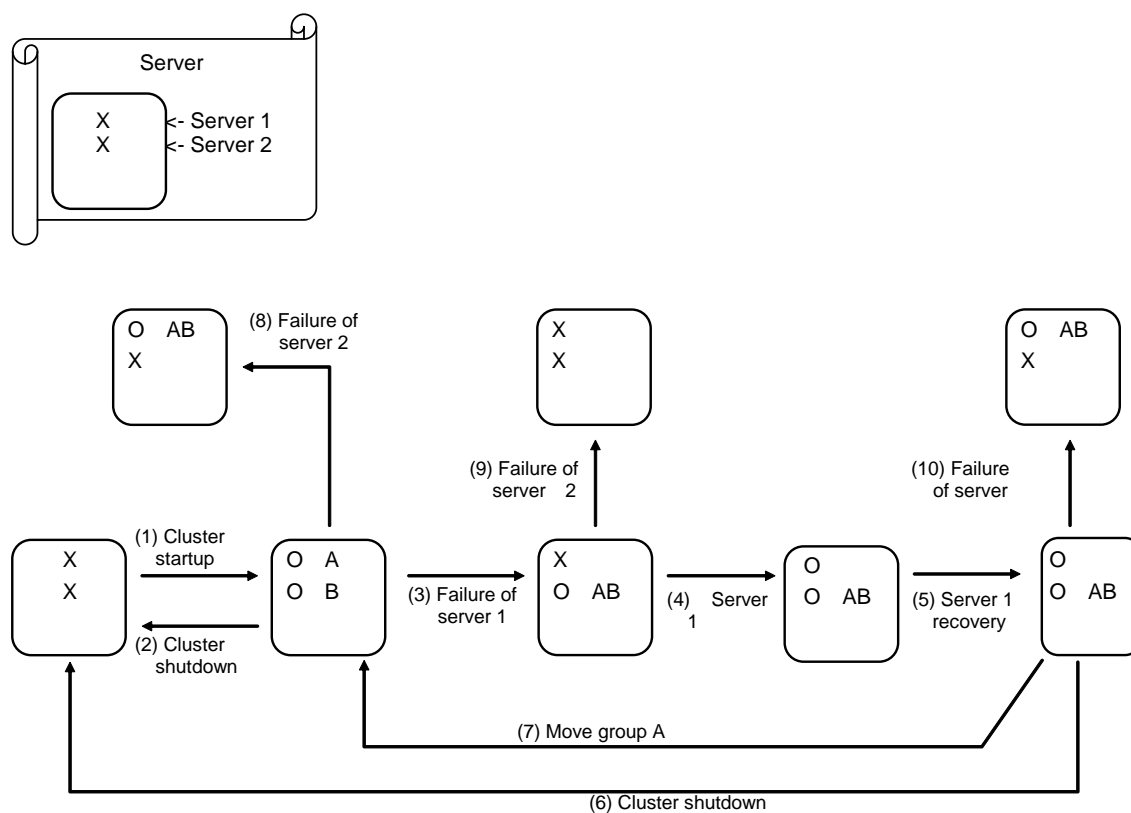 Server
X <- Server 1
X <- Server 2
O AB
X
(8) Failure of
server 2
X
X
O AB
X
(9) Failure of
server 2
(10) Failure
of server
X
X
(1) Cluster
startup
(2) Cluster
shutdown
O A
O B
(3) Failure of
server 1
X
O AB
(4) Server
1
O
O AB
(5) Server 1
recovery
O
O AB
(7) Move group A
(6) Cluster shutdown